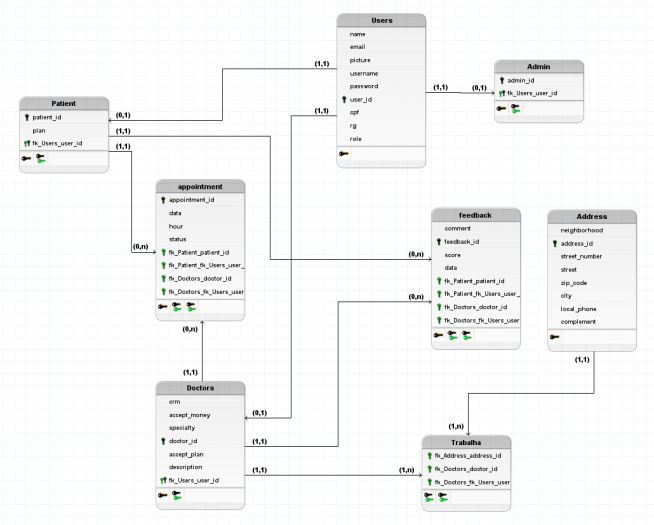 Users
name
email
picture
username
password
user_id
cpf
rg
role
Admin
admin_id
fk_Users_user_id
Patient
patient_id
plan
fk_Users_user_id
(1,1)
(0,1)
(1,1)
(0,1)
(1,1)
(1,1)
(1,1)
appointment
appointment_id
data
hour
status
fk_Patient_patient_id
fk_Patient_fk_Users_user_
fk_Doctors_doctor_id
fk_Doctors_fk_Users_user
(0,n)
(0,n)
(1,1)
feedback
comment
feedback_id
score
data
fk_Patient_patient_id
fk_Patient_fk_Users_user_
fk_Doctors_doctor_id
fk_Doctors_fk_Users_user
(0,n)
(0,n)
Address
neighborhood
address_id
street_number
street
zip_code
city
local_phone
complement
(1,1)
(1,n)
Doctors
crm
accept_money
specialty
doctor_id
accept_plan
description
fk_Users_user_id
(0,1)
(1,1)
(1,1)
(1,n)
Trabalha
fk_Address_address_id
fk_Doctors_doctor_id
fk_Doctors_fk_Users_user